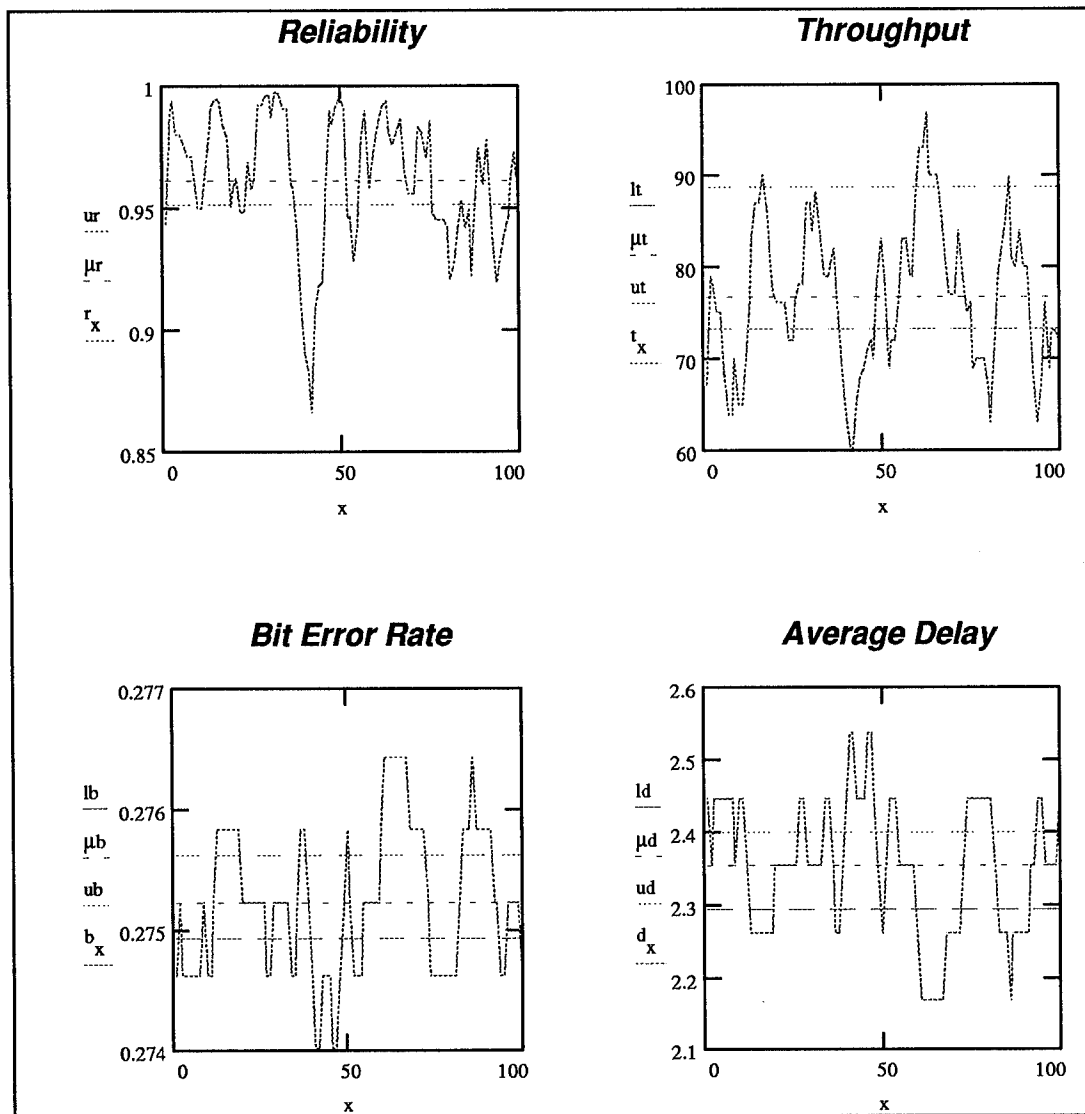 Reliability
1
0.95
0.9
0.85
ur
μr
r_x
0
50
100
x
Throughput
100
90
80
70
60
lt
μt
ut
t_x
0
50
100
x
Bit Error Rate
0.277
0.276
0.275
0.274
lb
μb
ub
b_x
0
50
100
x
Average Delay
2.6
2.5
2.4
2.3
2.2
2.1
ld
μd
ud
d_x
0
50
100
x